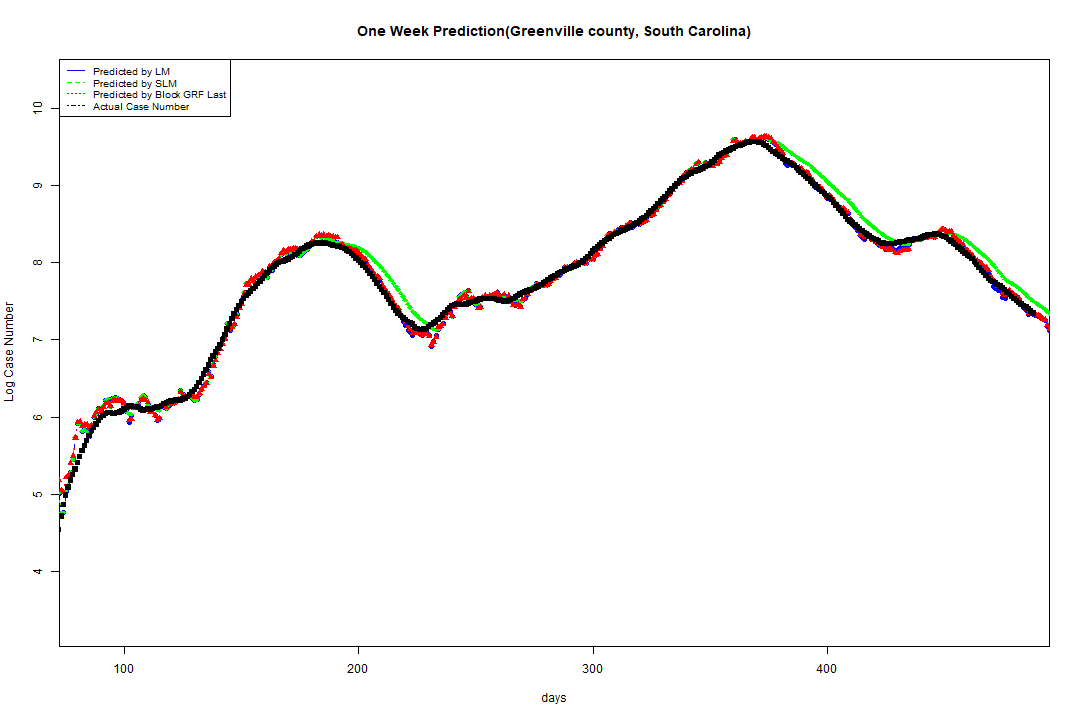 One Week Prediction(Greenville county, South Carolina)
Predicted by LM
Predicted by SLM
Predicted by Block GRF Last
Actual Case Number
10
9
8
7
6
5
4
Log Case Number
100 200 300 400
days